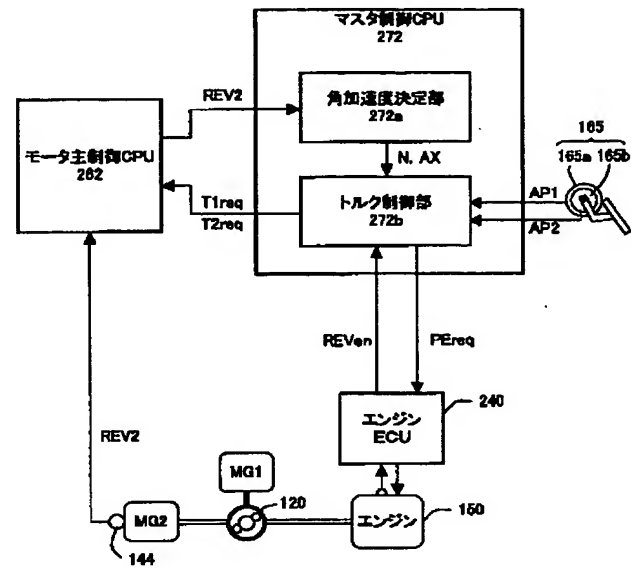 マスタ制御CPU
272
REV2
角加速度決定部
272a
モータ主制御CPU
262
N, AX
165
165a 165b
T1req
T2req
トルク制御部
272b
AP1
AP2
REVen
PEreq
エンジン
ECU
240
REV2
MG1
120
MG2
エンジン
150
144